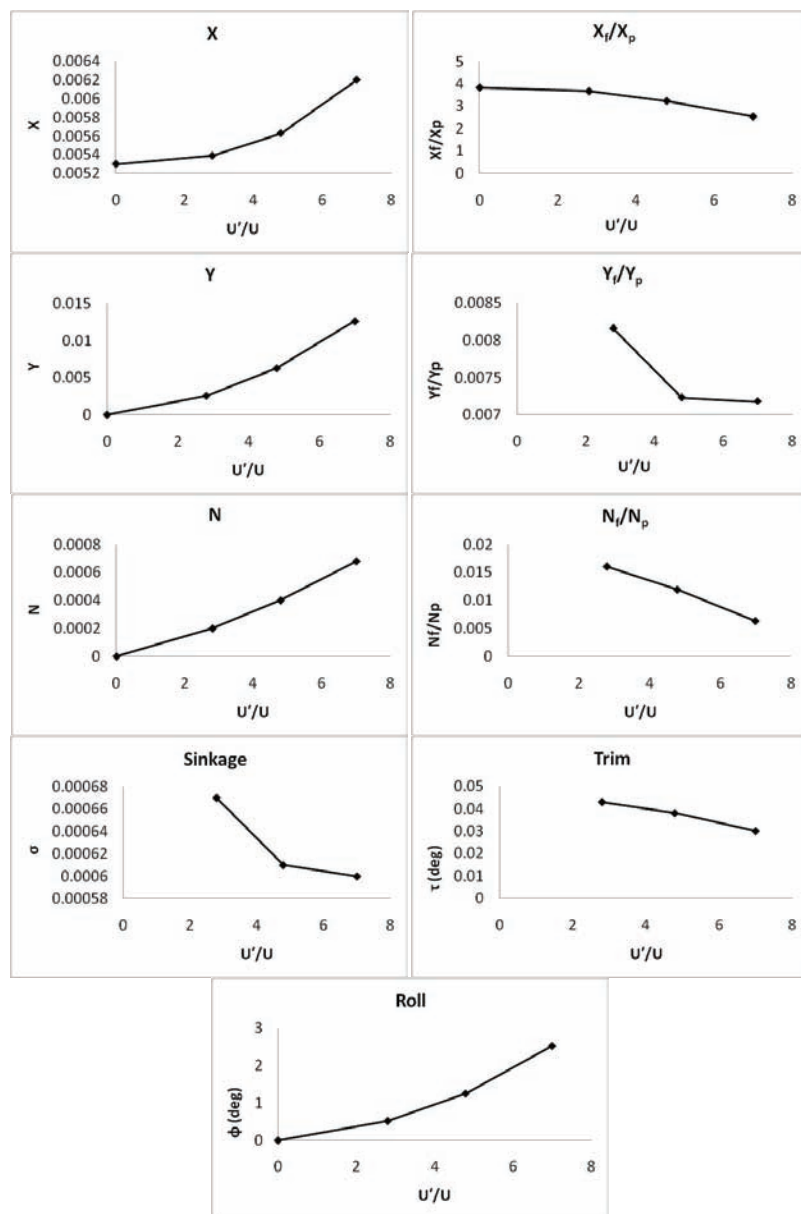 X
0.0064
0.0062
0.006
0.0058
0.0056
0.0054
0.0052
X
0 2 4 6 8
U'/U
Xf/Xp
5
4
3
2
1
0
Xf/Xp
0 2 4 6 8
U'/U
Y
0.015
0.01
0.005
0
Y
0 2 4 6 8
U'/U
Yf/Yp
0.0085
0.008
0.0075
0.007
Yf/Yp
0 2 4 6 8
U'/U
N
0.0008
0.0006
0.0004
0.0002
0
N
0 2 4 6 8
U'/U
Nf/Np
0.02
0.015
0.01
0.005
0
Nf/Np
0 2 4 6 8
U'/U
Sinkage
0.00068
0.00066
0.00064
0.00062
0.0006
0.00058
σ
0 2 4 6 8
U'/U
Trim
0.05
0.04
0.03
0.02
0.01
0
τ (deg)
0 2 4 6 8
U'/U
Roll
3
2
1
0
ϕ (deg)
0 2 4 6 8
U'/U